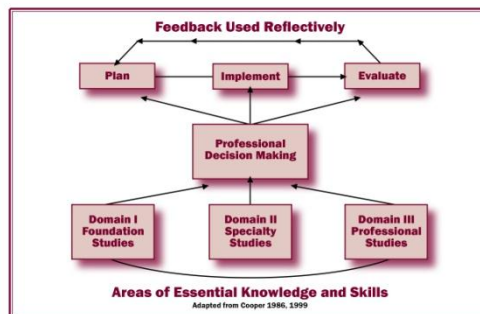 Feedback Used Reflectively
Plan
Implement
Evaluate
Professional
Decision Making
Domain I
Foundation
Studies
Domain II
Specialty
Studies
Domain III
Professional
Studies
Areas of Essential Knowledge and Skills
Adapted from Cooper 1986, 1999